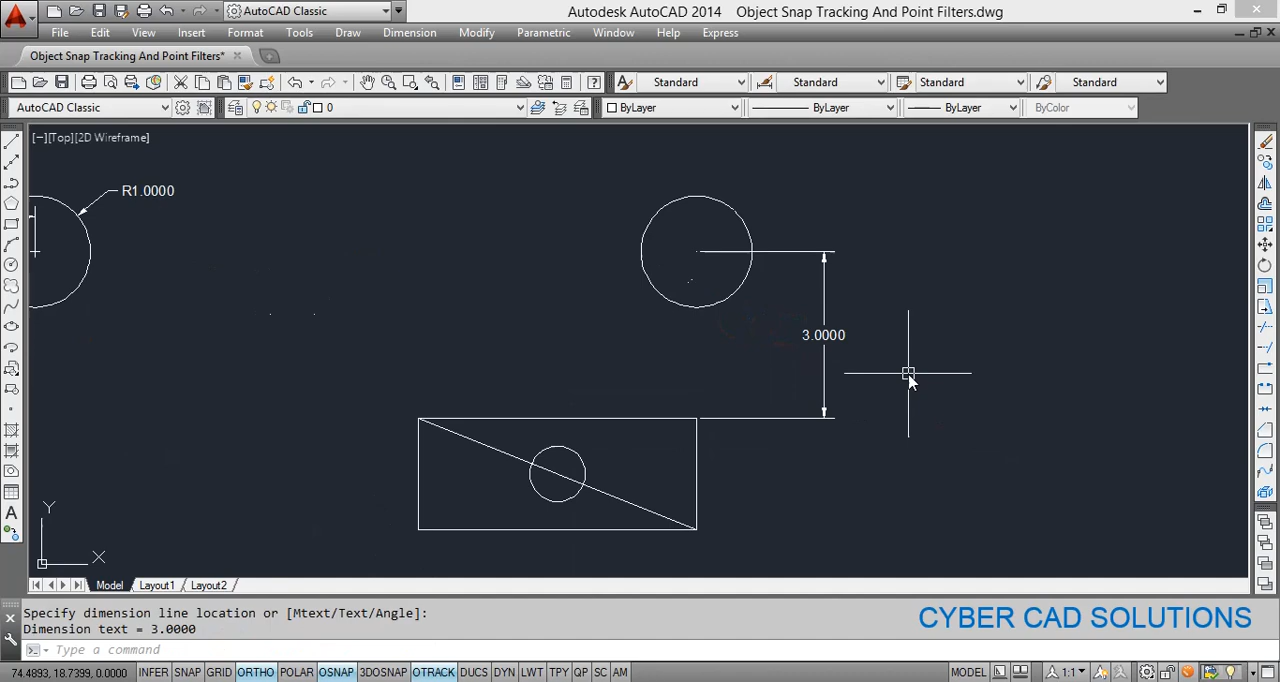 Autodesk AutoCAD 2014 Object Snap Tracking And Point Filters.dwg
AutoCAD Classic
File Edit View Insert Format Tools Draw Dimension Modify Parametric Window Help Express
Object Snap Tracking And Point Filters*
Standard Standard Standard Standard
AutoCAD Classic 0 ByLayer ByLayer ByLayer ByColor
[−][Top][2D Wireframe]
R1.0000
3.0000
Y
X
Model Layout1 Layout2
Specify dimension line location or [Mtext/Text/Angle]:
Dimension text = 3.0000
Type a command
CYBER CAD SOLUTIONS
74.4893, 18.7399, 0.0000 INFER SNAP GRID ORTHO POLAR OSNAP 3DOSNAP OTRACK DUCS DYN LWT TPY QP SC AM MODEL 1:1